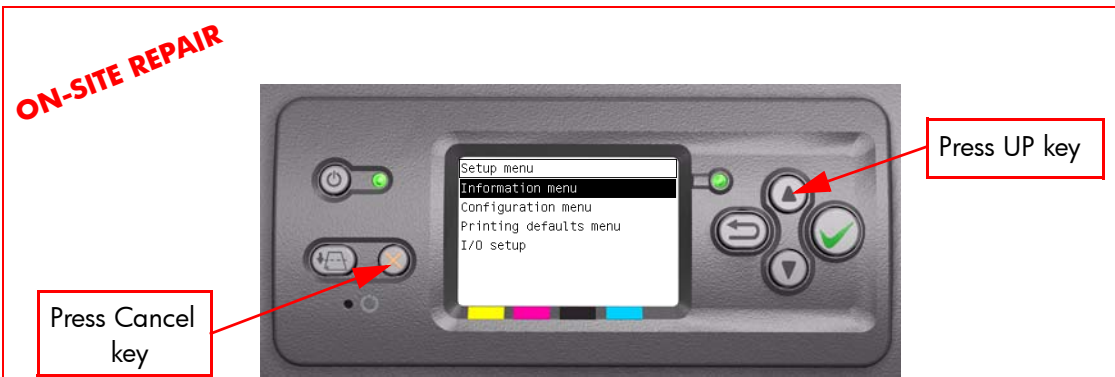 ON-SITE REPAIR
Press UP key
Setup menu
Information menu
Configuration menu
Printing defaults menu
I/O setup
Press Cancel
key